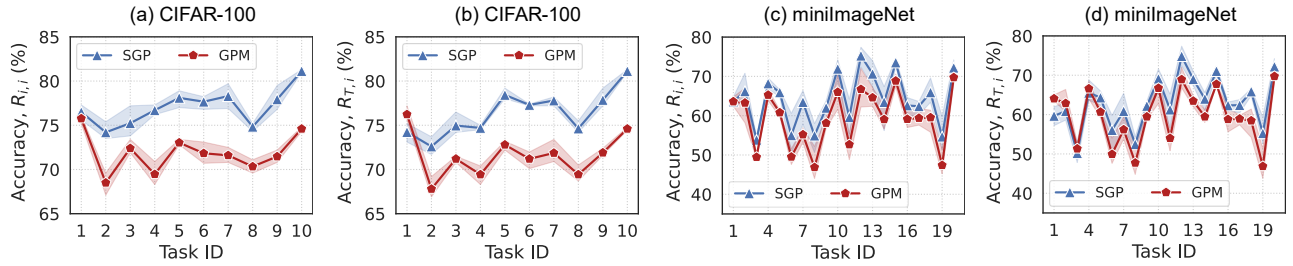 (a) CIFAR-100
Accuracy, R_{i,i} (%)
85
80
75
70
65
SGP
GPM
1 2 3 4 5 6 7 8 9 10
Task ID
(b) CIFAR-100
Accuracy, R_{T,i} (%)
85
80
75
70
65
SGP
GPM
1 2 3 4 5 6 7 8 9 10
Task ID
(c) miniImageNet
Accuracy, R_{i,i} (%)
80
70
60
50
40
SGP
GPM
1 4 7 10 13 16 19
Task ID
(d) miniImageNet
Accuracy, R_{T,i} (%)
80
70
60
50
40
SGP
GPM
1 4 7 10 13 16 19
Task ID